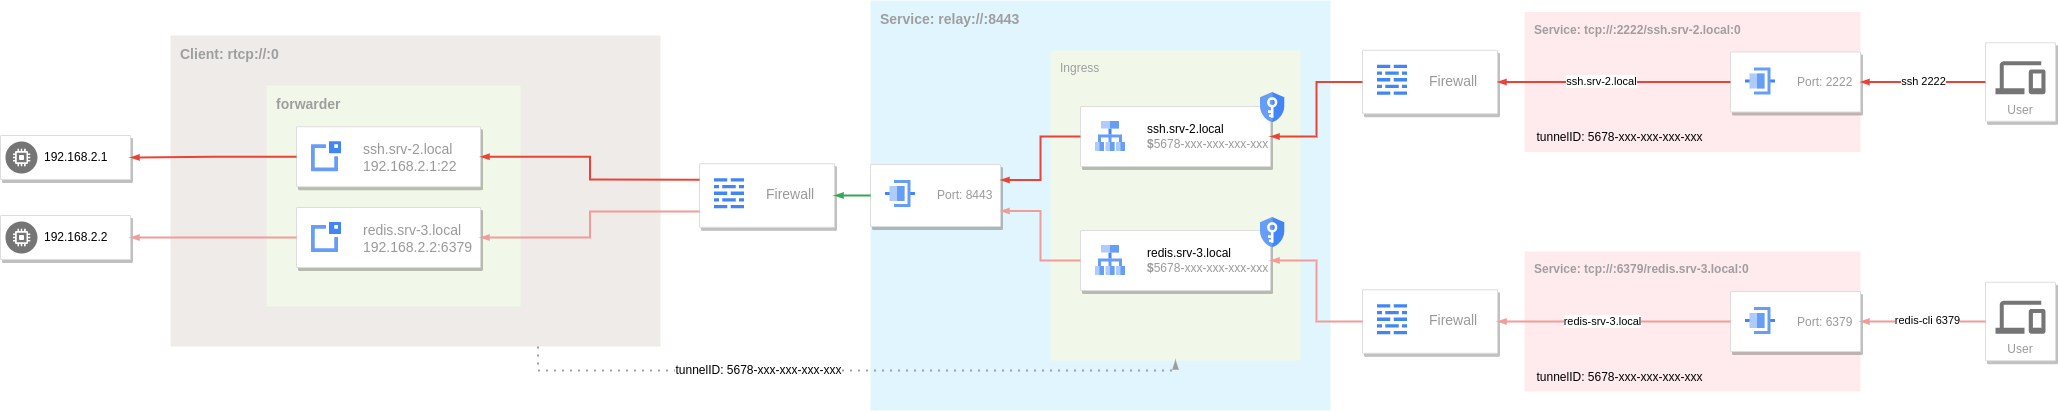 Client: rtcp://:0
forwarder
192.168.2.1
192.168.2.2
ssh.srv-2.local
192.168.2.1:22
redis.srv-3.local
192.168.2.2:6379
Firewall
tunnelID: 5678-xxx-xxx-xxx-xxx
Service: relay://:8443
Port: 8443
Ingress
ssh.srv-2.local
$5678-xxx-xxx-xxx-xxx
redis.srv-3.local
$5678-xxx-xxx-xxx-xxx
Firewall
ssh.srv-2.local
Service: tcp://:2222/ssh.srv-2.local:0
Port: 2222
tunnelID: 5678-xxx-xxx-xxx-xxx
ssh 2222
User
Firewall
redis-srv-3.local
Service: tcp://:6379/redis.srv-3.local:0
Port: 6379
tunnelID: 5678-xxx-xxx-xxx-xxx
redis-cli 6379
User